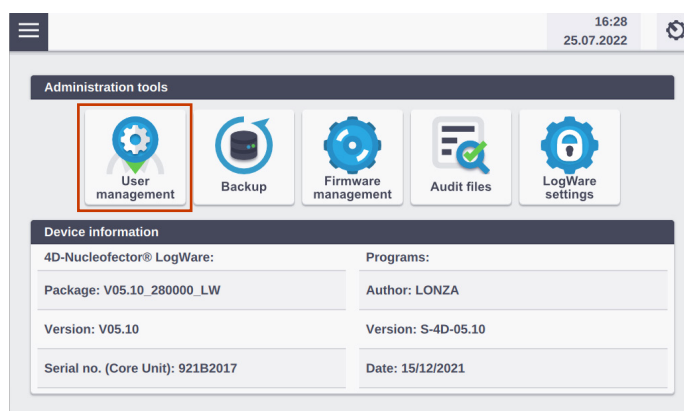 16:28
25.07.2022
Administration tools
User
management
Backup
Firmware
management
Audit files
LogWare
settings
Device information
4D-Nucleofector® LogWare:
Programs:
Package: V05.10_280000_LW
Author: LONZA
Version: V05.10
Version: S-4D-05.10
Serial no. (Core Unit): 921B2017
Date: 15/12/2021